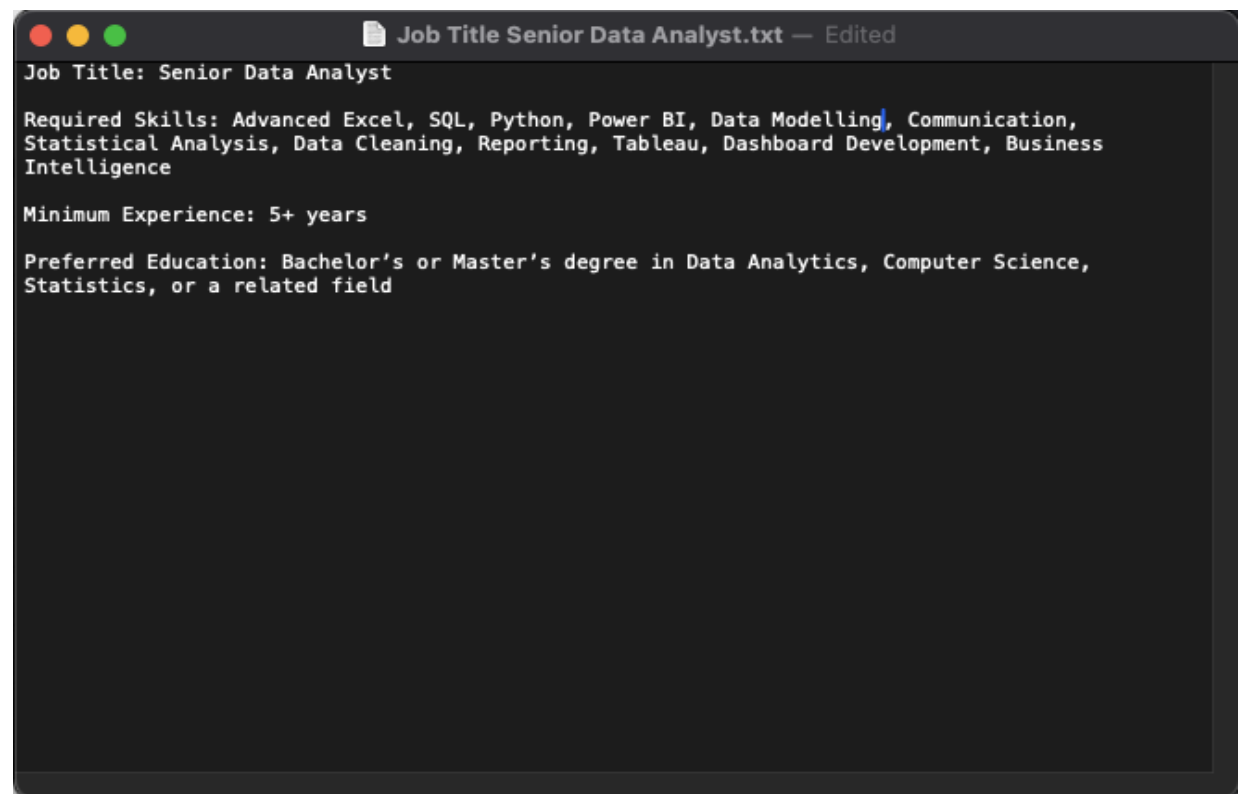 Job Title Senior Data Analyst.txt — Edited
Job Title: Senior Data Analyst
Required Skills: Advanced Excel, SQL, Python, Power BI, Data Modelling, Communication,
Statistical Analysis, Data Cleaning, Reporting, Tableau, Dashboard Development, Business
Intelligence
Minimum Experience: 5+ years
Preferred Education: Bachelor’s or Master’s degree in Data Analytics, Computer Science,
Statistics, or a related field